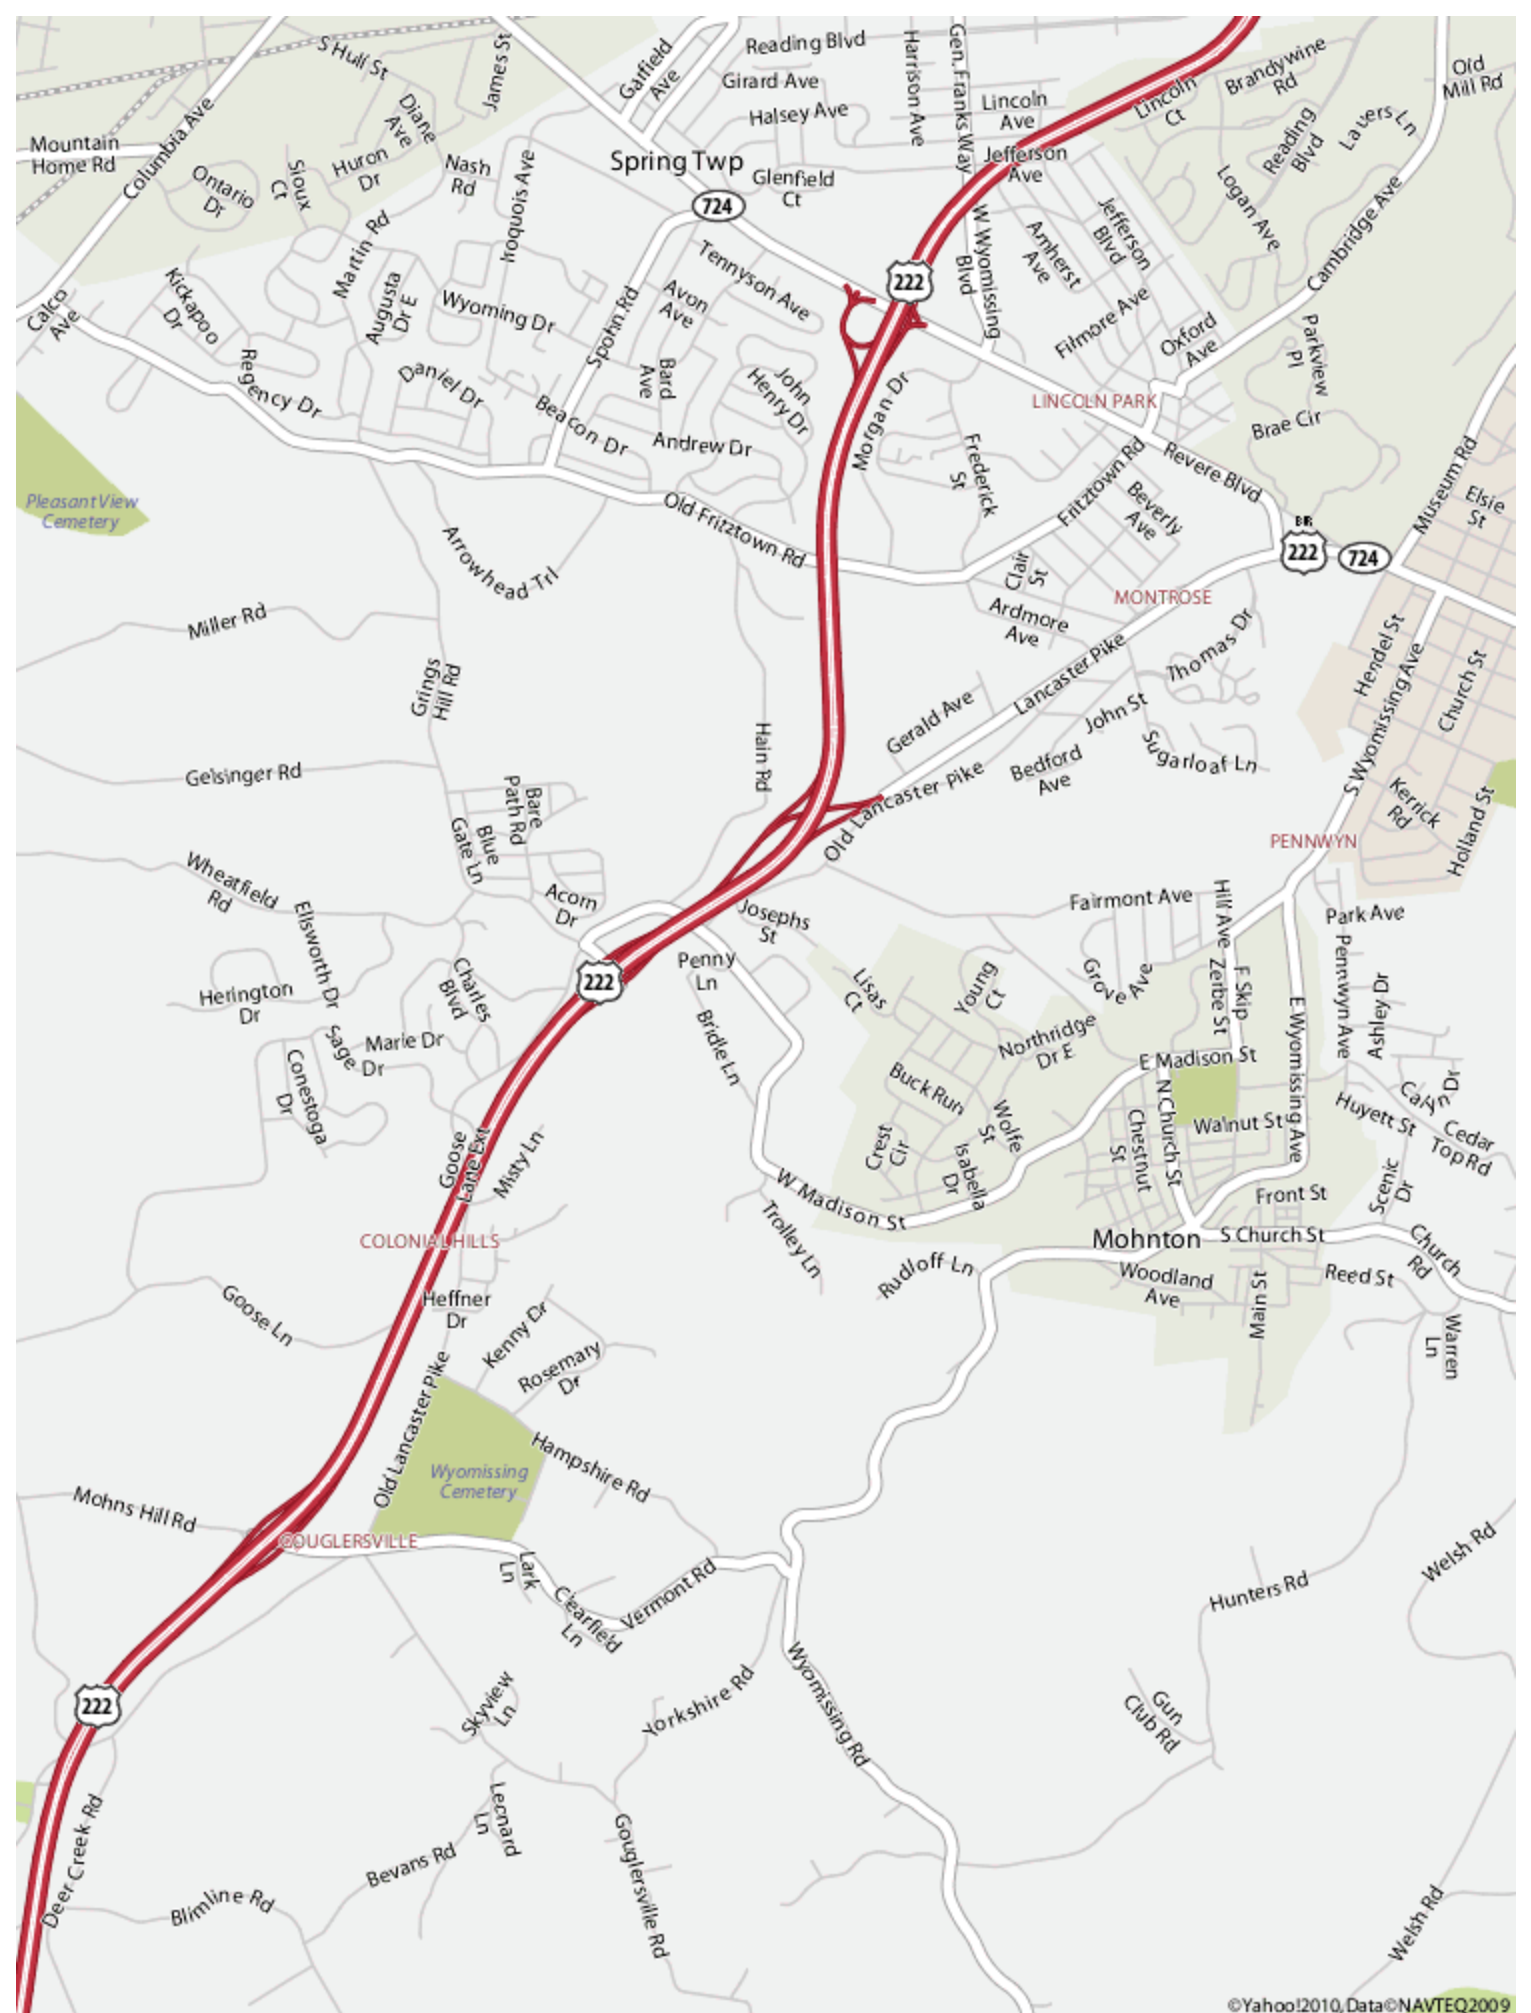 Reading Blvd
Garfield
Ave
Girard Ave
Halsey Ave
Harrison Ave
Gen. Franks Way
Lincoln
Ave
Lincoln
Ct
Brandywine
Rd
Old
Mill Rd
S Hull St
James St
Diane
Ave
Mountain
Home Rd
Columbia Ave
Huron
Dr
Sioux
Ct
Ontario
Dr
Nash
Rd
Iroquois Ave
Spring Twp
Glenfield
Ct
724
Jefferson
Ave
Reading
Blvd
Lauers Ln
Logan Ave
Cambridge Ave
Jefferson
Blvd
Amherst
Ave
W Wyomissing
Blvd
222
Martin Rd
Kickapoo
Dr
Augusta
Dr E
Wyoming Dr
Calco
Ave
Tennyson Ave
Avon
Ave
Spohn Rd
Bard
Ave
John
Henry Dr
Filmore Ave
Oxford
Ave
Parkview
Pl
Regency Dr
Daniel Dr
Beacon Dr
Andrew Dr
Morgan Dr
LINCOLN PARK
Brae Cir
Frederick
St
Revere Blvd
Museum Rd
Elsie
St
Pleasant View
Cemetery
Old Fritztown Rd
Fritztown Rd
Beverly
Ave
BR
222
724
Arrowhead Trl
Clair
St
MONTROSE
Ardmore
Ave
Miller Rd
Grings
Hill Rd
Thomas Dr
Hendel St
Church St
S Wyomissing Ave
Lancaster Pike
Gerald Ave
John St
Hain Rd
Bedford
Ave
Sugarloaf Ln
Geisinger Rd
Bare
Path Rd
Blue
Gate Ln
Old Lancaster Pike
Kerrick
Rd
Holland St
PENNWYN
Wheatfield
Rd
Acorn
Dr
Josephs
St
Fairmont Ave
Hill Ave
Park Ave
Pennwyn Ave
Ellsworth Dr
Penny
Ln
222
Lisas
Ct
Young
Ct
Grove Ave
F Skip
Zerbe St
Ashley Dr
Herington
Dr
Charles
Blvd
Marie Dr
Sage
Dr
Bridle Ln
Northridge
Dr E
E Madison St
E Wyomissing Ave
Conestoga
Dr
Buck Run
Calyn Dr
Huyett St
Cedar
Top Rd
Goose
Lane Ext
Misty Ln
Crest
Cir
Wolfe
St
Isabella
Dr
Chestnut
St
N Church St
Walnut St
Scenic
Dr
Front St
W Madison St
Trolley Ln
COLONIAL HILLS
Mohnton
S Church St
Church
Rd
Rudloff Ln
Woodland
Ave
Main St
Reed St
Warren
Ln
Goose Ln
Heffner
Dr
Kenny Dr
Rosemary
Dr
Old Lancaster Pike
Wyomissing
Cemetery
Hampshire Rd
Mohns Hill Rd
GOUGLERSVILLE
Lark
Ln
Clearfield
Ln
Vermont Rd
Hunters Rd
Welsh Rd
Gun
Club Rd
Wyomissing Rd
Yorkshire Rd
Skyview
Ln
222
Deer Creek Rd
Leonard
Ln
Gouglersville Rd
Bevans Rd
Blimline Rd
Welsh Rd
©Yahoo!2010, Data©NAVTEQ2009